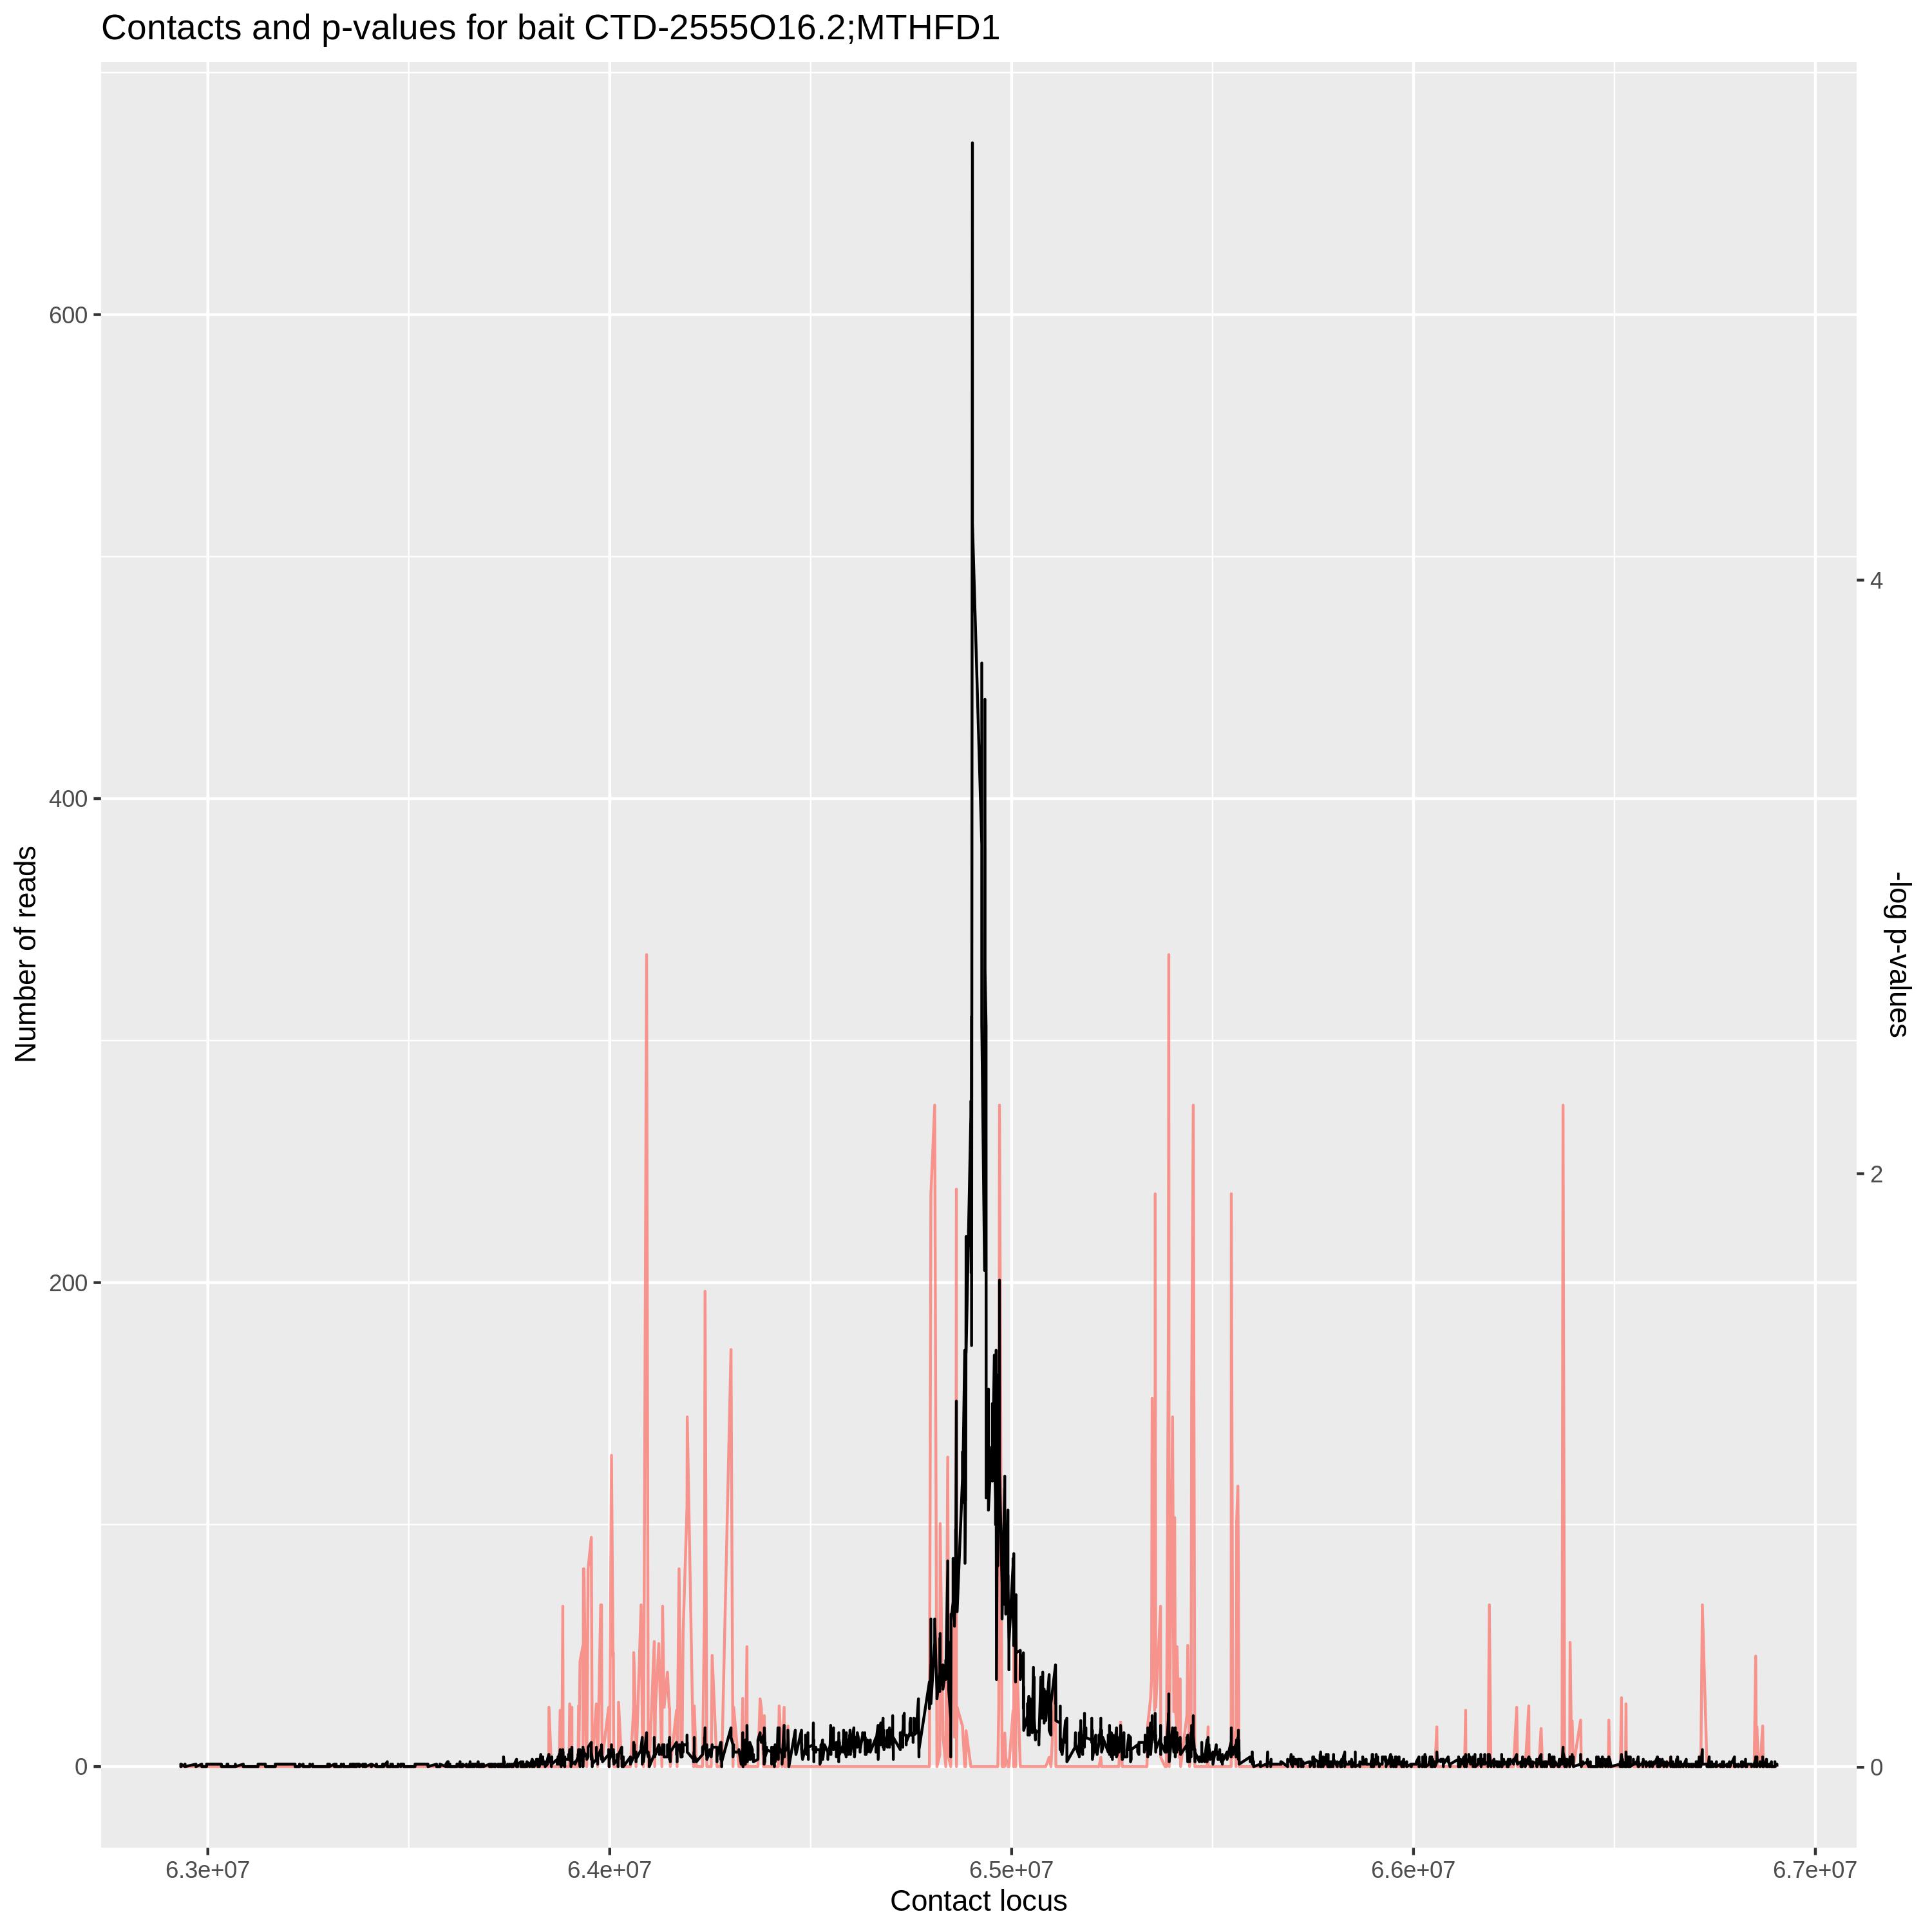 Contacts and p-values for bait CTD-2555O16.2;MTHFD1
600
400
200
0
Number of reads
4
2
0
-log p-values
6.3e+07
6.4e+07
6.5e+07
6.6e+07
6.7e+07
Contact locus